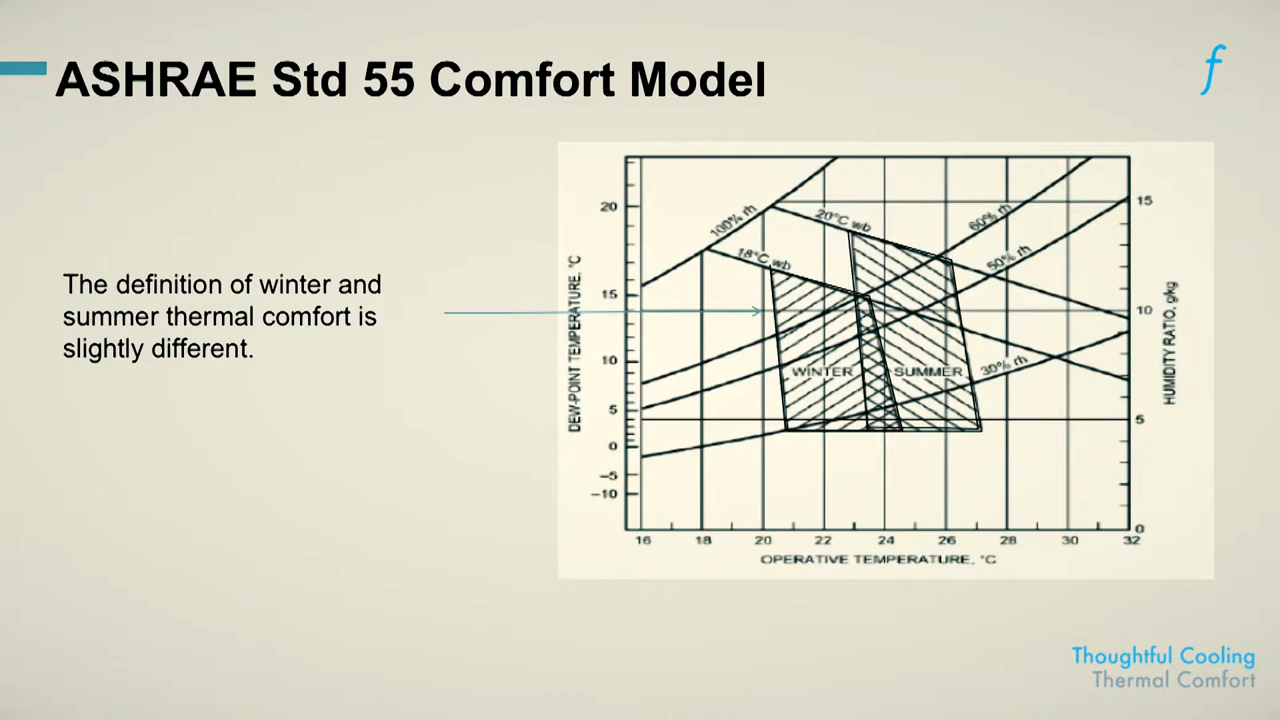 ASHRAE Std 55 Comfort Model
f
The definition of winter and
summer thermal comfort is
slightly different.
DEW-POINT TEMPERATURE, °C
20
15
10
5
0
−5
−10
100% rh
20°C wb
18°C wb
60% rh
50% rh
30% rh
WINTER
SUMMER
15
10
5
0
HUMIDITY RATIO, g/kg
16 18 20 22 24 26 28 30 32
OPERATIVE TEMPERATURE, °C
Thoughtful Cooling
Thermal Comfort